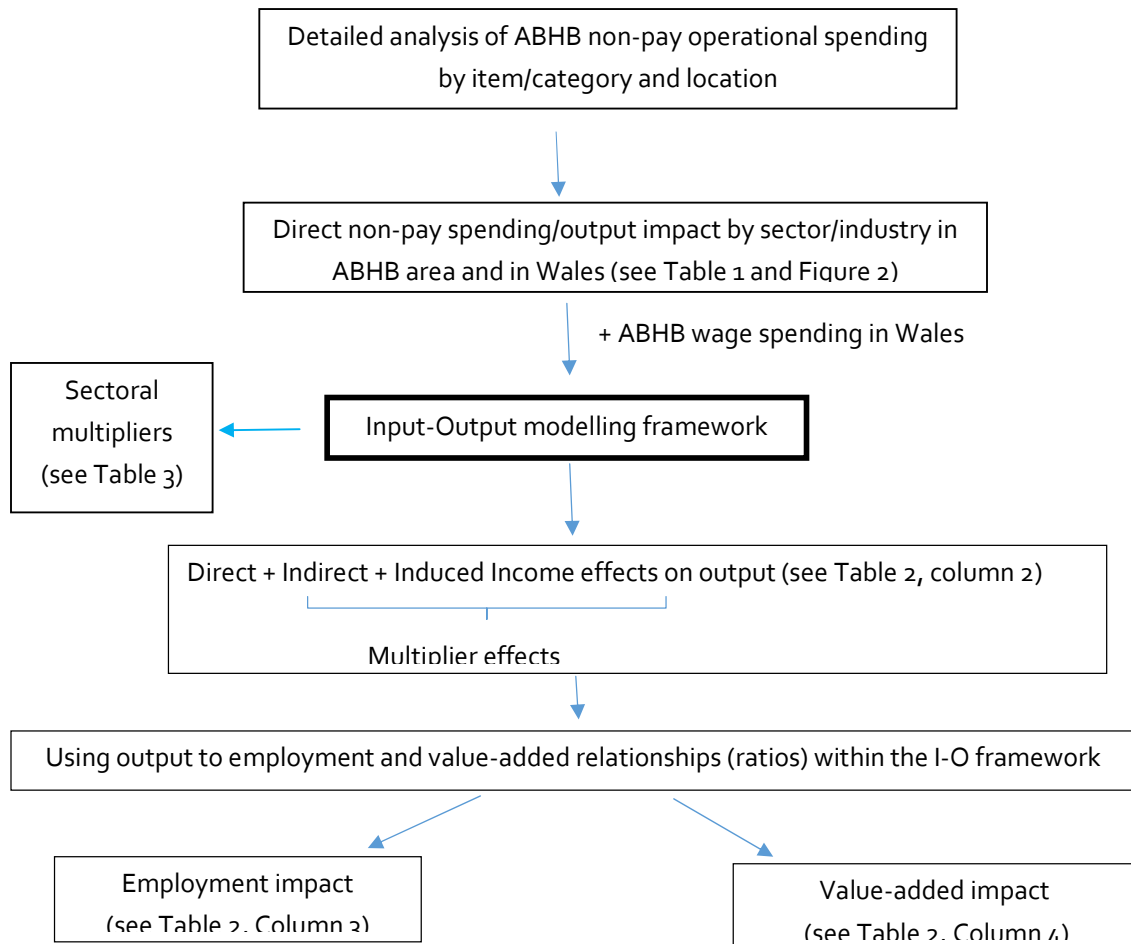 Detailed analysis of ABHB non-pay operational spending
by item/category and location
Direct non-pay spending/output impact by sector/industry in
ABHB area and in Wales (see Table 1 and Figure 2)
+ ABHB wage spending in Wales
Sectoral
multipliers
(see Table 3)
Input-Output modelling framework
Direct + Indirect + Induced Income effects on output (see Table 2, column 2)
Multiplier effects
Using output to employment and value-added relationships (ratios) within the I-O framework
Employment impact
(see Table 2, Column 3)
Value-added impact
(see Table 2, Column 4)